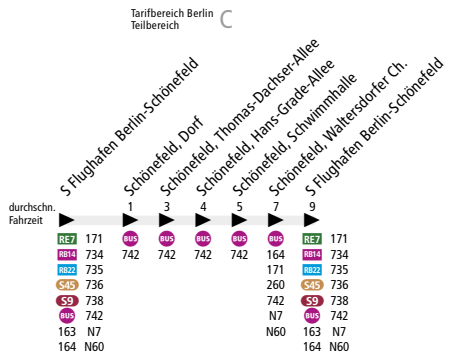 Tarifbereich Berlin C
Teilbereich
S Flughafen Berlin-Schönefeld
Schönefeld, Dorf
Schönefeld, Thomas-Dachser-Allee
Schönefeld, Hans-Grade-Allee
Schönefeld, Schwimmhalle
Schönefeld, Waltersdorfer Ch.
S Flughafen Berlin-Schönefeld
durchschn.
Fahrzeit 1 3 4 5 7 9
RE7 171 BUS BUS BUS BUS BUS RE7 171
RB14 734 742 742 742 742 164 RB14 734
RB22 735 171 RB22 735
S45 736 260 S45 736
S9 738 742 S9 738
BUS 742 N7 BUS 742
163 N7 N60 163 N7
164 N60 164 N60